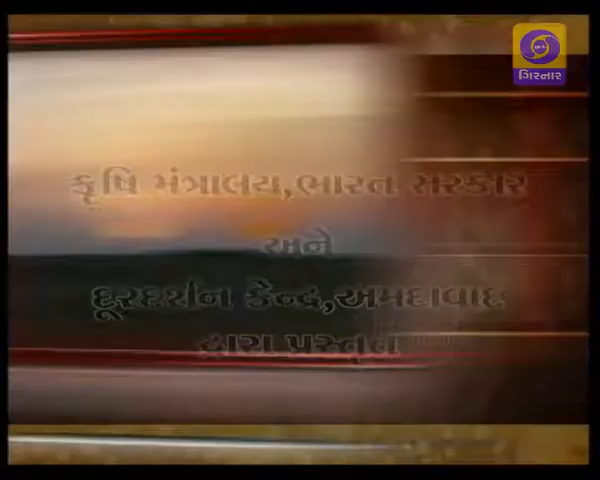 ગિરનાર
કૃષિ મંત્રાલય,ભારત સરકાર
અને
દૂરદર્શન કેન્દ્ર,અમદાવાદ
દ્વારા પ્રસ્તુત